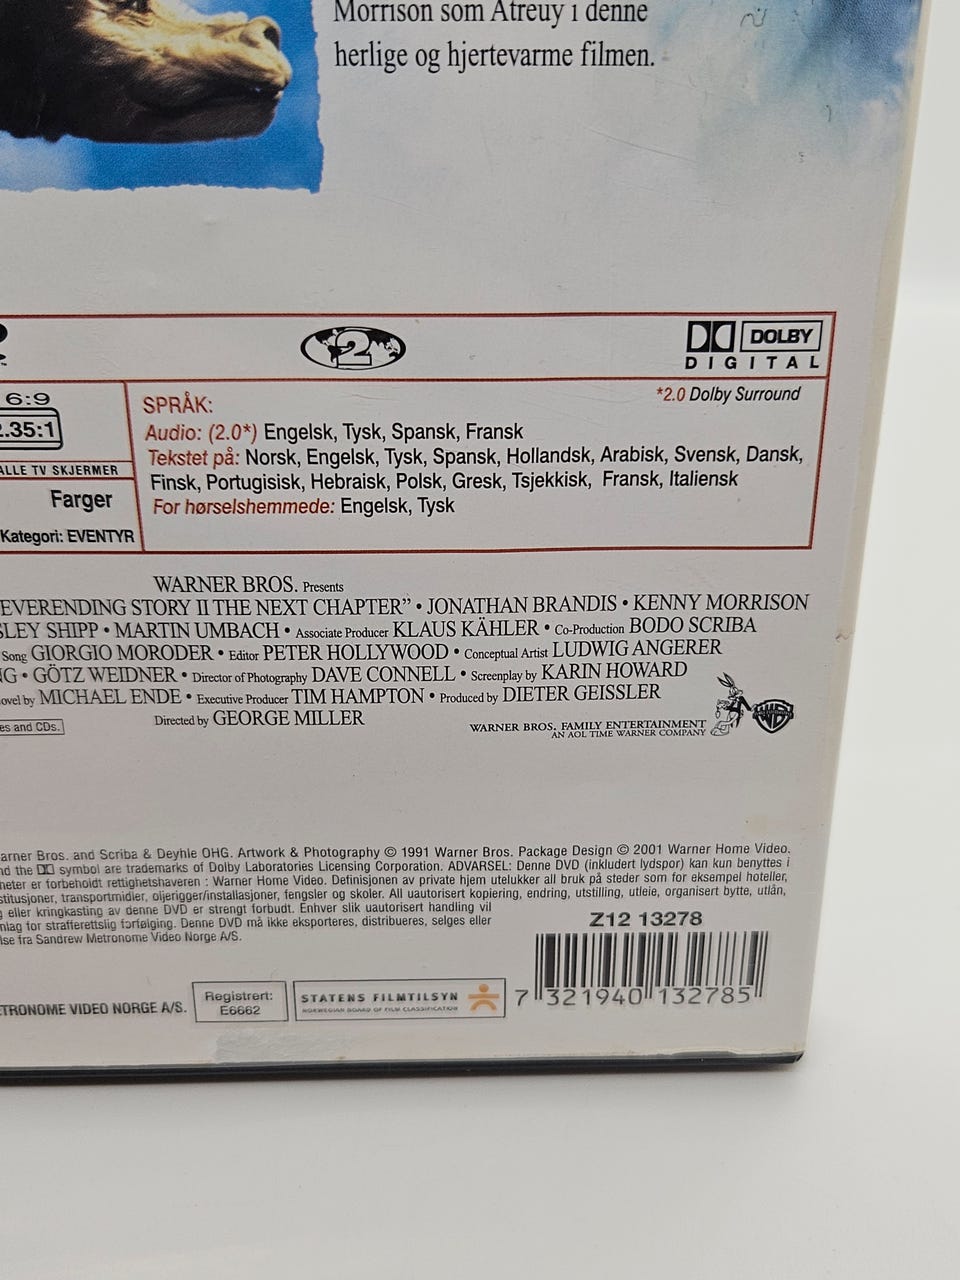 Morrison som Atreuy i denne
herlige og hjertevarme filmen.
2
DOLBY
DIGITAL
6:9
2.35:1
ALLE TV SKJERMER
Farger
Kategori: EVENTYR
*2.0 Dolby Surround
SPRÅK:
Audio: (2.0*) Engelsk, Tysk, Spansk, Fransk
Tekstet på: Norsk, Engelsk, Tysk, Spansk, Hollandsk, Arabisk, Svensk, Dansk,
Finsk, Portugisisk, Hebraisk, Polsk, Gresk, Tsjekkisk, Fransk, Italiensk
For hørselshemmede: Engelsk, Tysk
WARNER BROS. Presents
EVERENDING STORY II THE NEXT CHAPTER" • JONATHAN BRANDIS • KENNY MORRISON
SLEY SHIPP • MARTIN UMBACH • Associate Producer KLAUS KÄHLER • Co-Production BODO SCRIBA
Song GIORGIO MORODER • Editor PETER HOLLYWOOD • Conceptual Artist LUDWIG ANGERER
NG • GÖTZ WEIDNER • Director of Photography DAVE CONNELL • Screenplay by KARIN HOWARD
ovel by MICHAEL ENDE • Executive Producer TIM HAMPTON • Produced by DIETER GEISSLER
es and CDs.
Directed by GEORGE MILLER
WARNER BROS. FAMILY ENTERTAINMENT
AN AOL TIME WARNER COMPANY
WB
arner Bros. and Scriba & Deyhle OHG. Artwork & Photography © 1991 Warner Bros. Package Design © 2001 Warner Home Video.
nd the symbol are trademarks of Dolby Laboratories Licensing Corporation. ADVARSEL: Denne DVD (inkludert lydspor) kan kun benyttes i
heter er forbeholdt rettighetshaveren : Warner Home Video. Definisjonen av private hjem utelukker all bruk på steder som for eksempel hoteller,
stitusjoner, transportmidler, oljerigger/installasjoner, fengsler og skoler. All uautorisert kopiering, endring, utstilling, utleie, organisert bytte, utlån,
g eller kringkasting av denne DVD er strengt forbudt. Enhver slik uautorisert handling vil
nlag for strafferettslig forfølging. Denne DVD må ikke eksporteres, distribueres, selges eller
lse fra Sandrew Metronome Video Norge A/S.
Z12 13278
7 321940 132785
ETRONOME VIDEO NORGE A/S.
Registrert:
E6662
STATENS FILMTILSYN
NORWEGIAN BOARD OF FILM CLASSIFICATION